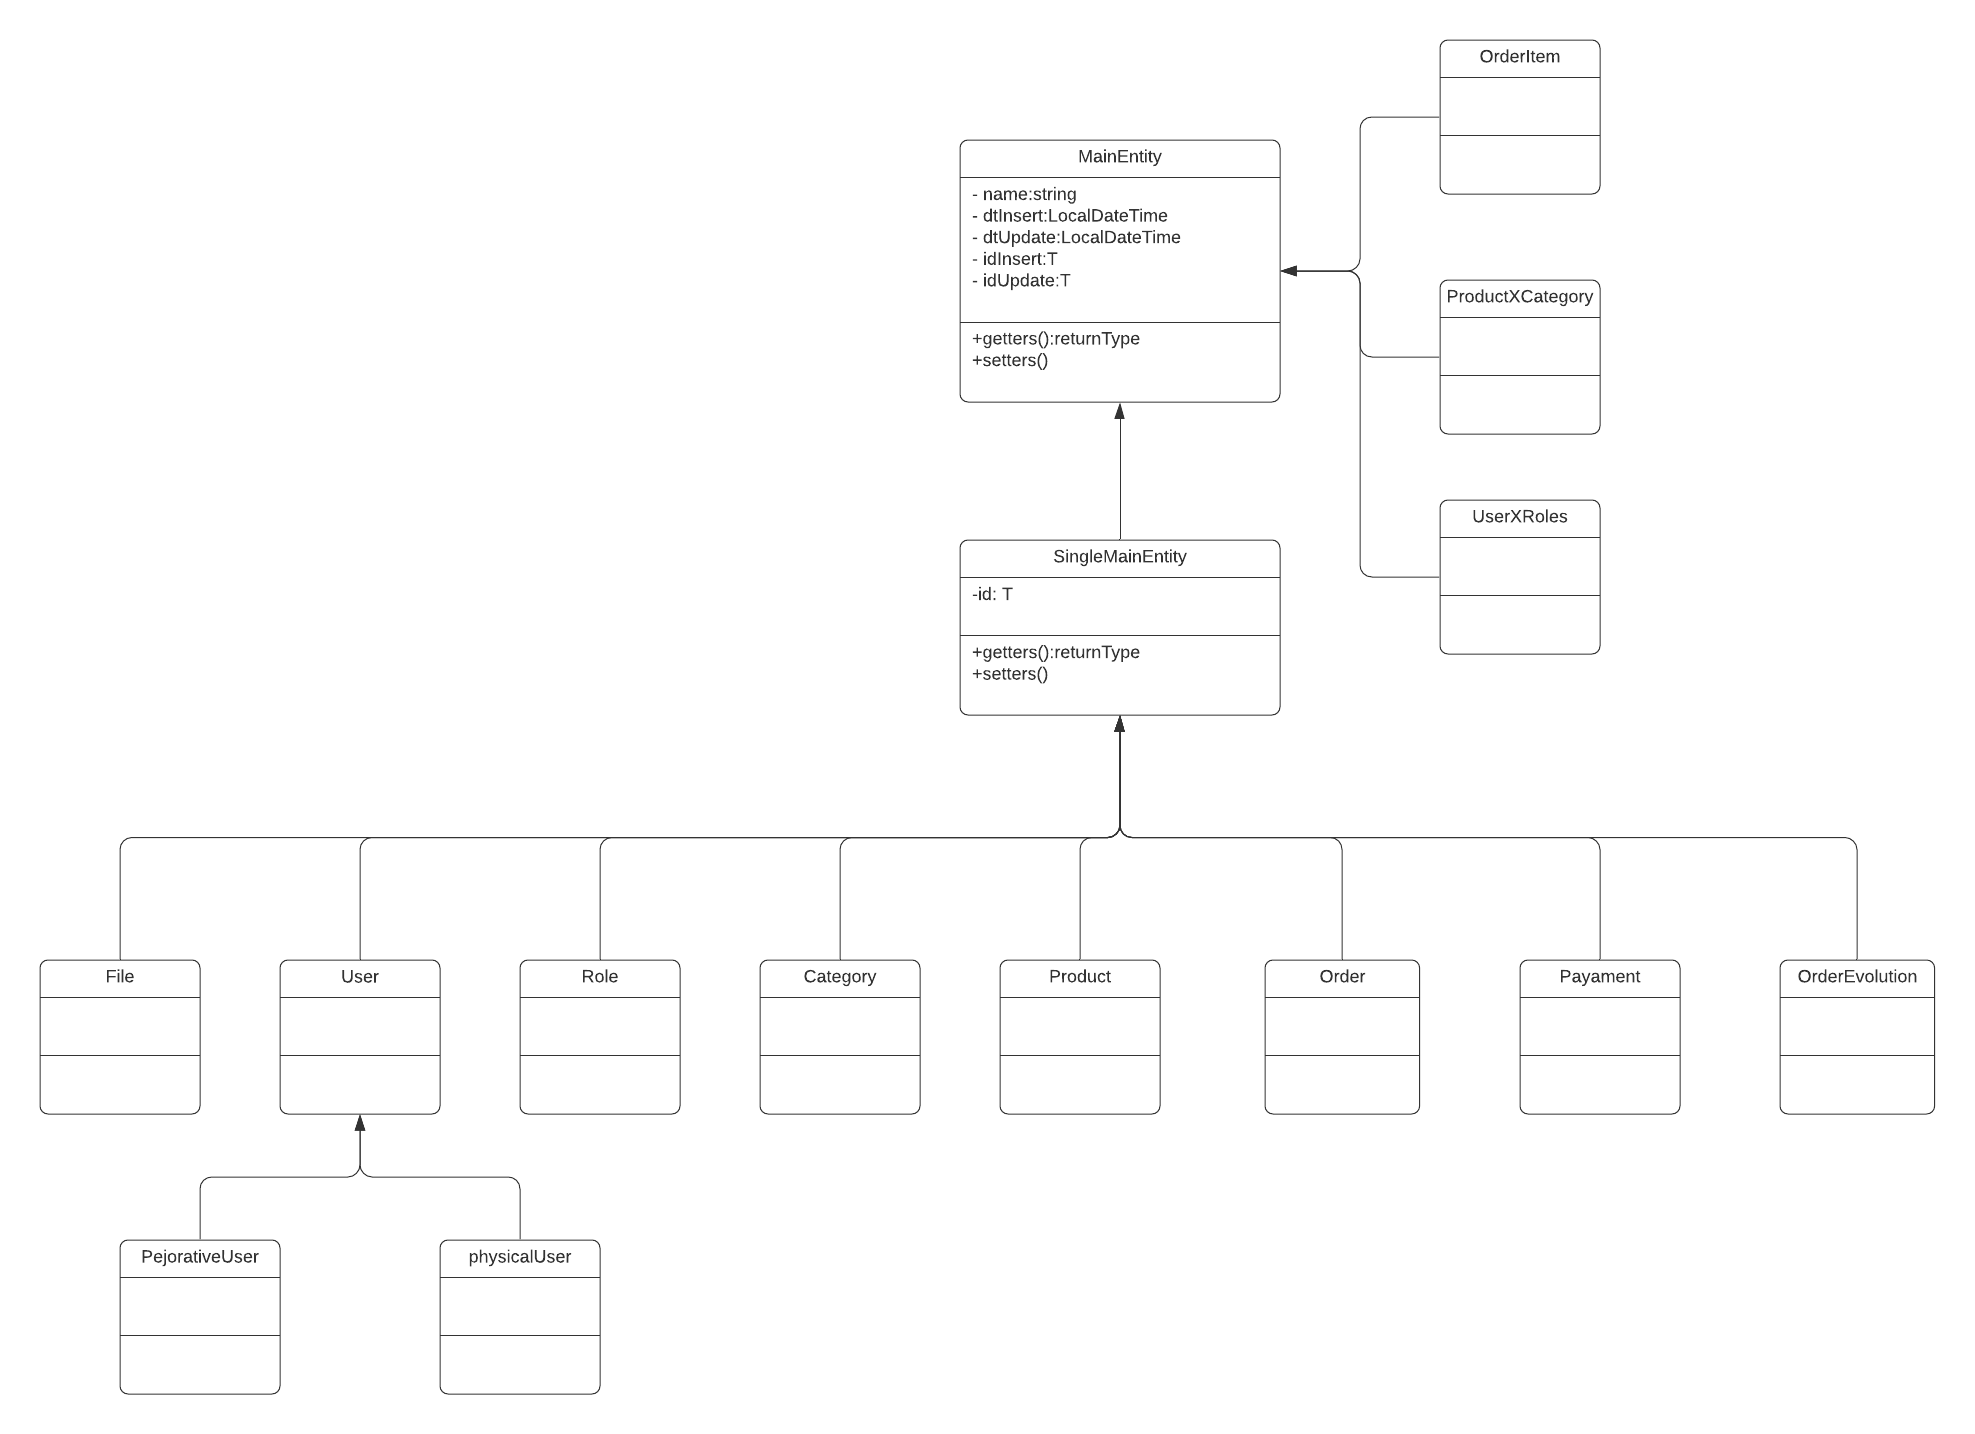 OrderItem
MainEntity
- name:string
- dtInsert:LocalDateTime
- dtUpdate:LocalDateTime
- idInsert:T
- idUpdate:T
+getters():returnType
+setters()
ProductXCategory
UserXRoles
SingleMainEntity
-id: T
+getters():returnType
+setters()
File
User
Role
Category
Product
Order
Payament
OrderEvolution
PejorativeUser
physicalUser